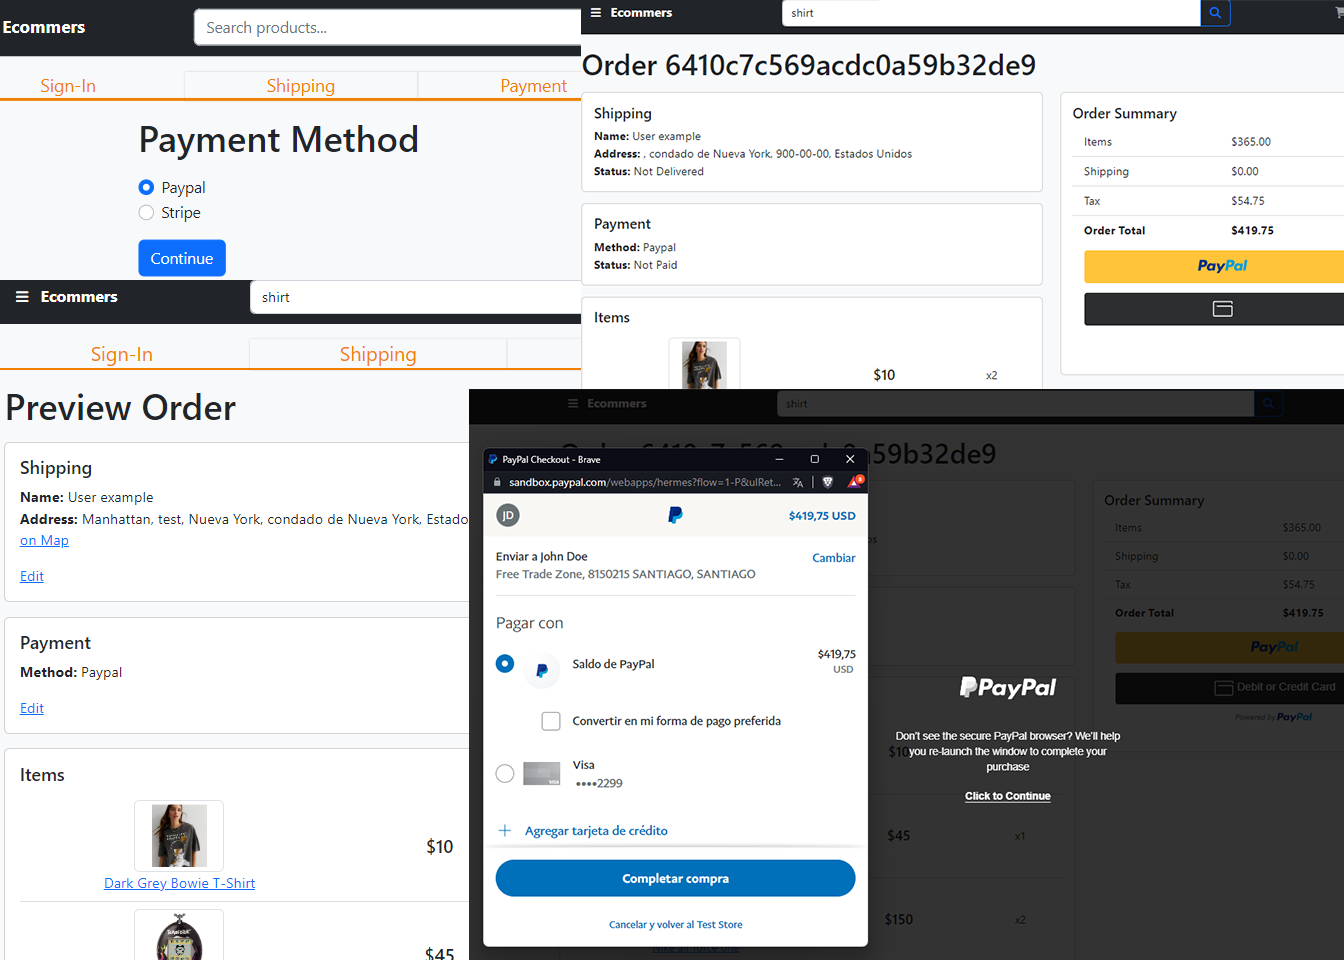 Ecommers
Search products...
Sign-In
Shipping
Payment
Payment Method
Paypal
Stripe
Continue
Ecommers
shirt
Order 6410c7c569acdc0a59b32de9
Shipping
Name: User example
Address: , condado de Nueva York, 900-00-00, Estados Unidos
Status: Not Delivered
Payment
Method: Paypal
Status: Not Paid
Items
$10
x2
Order Summary
Items $365.00
Shipping $0.00
Tax $54.75
Order Total $419.75
PayPal
Ecommers
shirt
Sign-In
Shipping
Preview Order
Shipping
Name: User example
Address: Manhattan, test, Nueva York, condado de Nueva York, Estado
on Map
Edit
Payment
Method: Paypal
Edit
Items
$10
Dark Grey Bowie T-Shirt
$45
Ecommers
shirt
a59b32de9
PayPal Checkout - Brave
sandbox.paypal.com/webapps/hermes?flow=1-P&ulRet...
JD
$419,75 USD
Enviar a John Doe
Cambiar
Free Trade Zone, 8150215 SANTIAGO, SANTIAGO
Pagar con
Saldo de PayPal
$419,75
USD
Convertir en mi forma de pago preferida
Visa
••••2299
Agregar tarjeta de crédito
Completar compra
Cancelar y volver al Test Store
PayPal
Don't see the secure PayPal browser? We'll help
you re-launch the window to complete your
purchase
Click to Continue
$10
$45 x1
$150 x2
Order Summary
Items $365.00
Shipping $0.00
Tax $54.75
Order Total $419.75
PayPal
Debit or Credit Card
Powered by PayPal